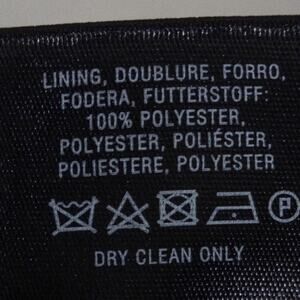 LINING, DOUBLURE, FORRO,
FODERA, FUTTERSTOFF:
100% POLYESTER,
POLYESTER, POLIÉSTER,
POLIESTERE, POLYESTER
P
DRY CLEAN ONLY